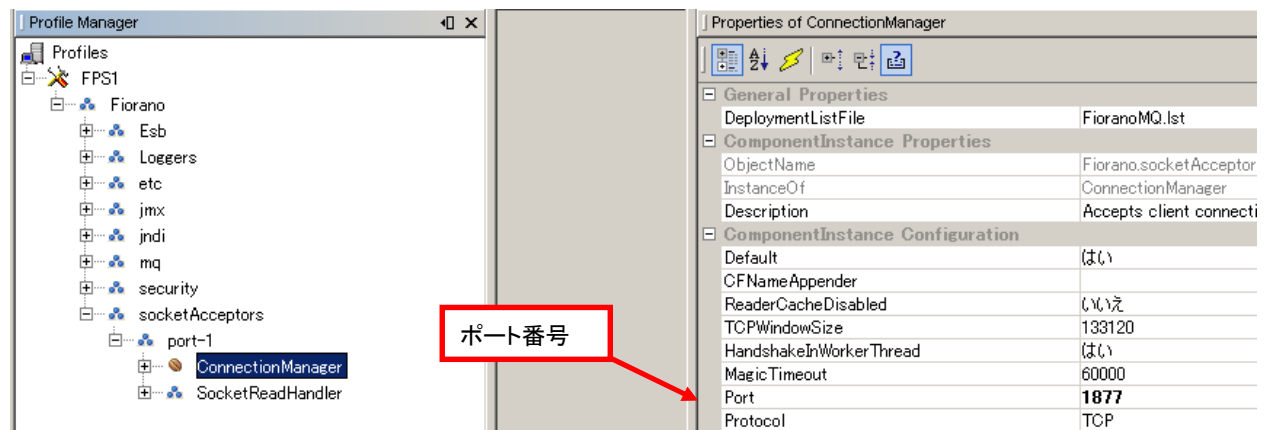 Profile Manager
Profiles
FPS1
Fiorano
Esb
Loggers
etc
jmx
jndi
mq
security
socketAcceptors
port-1
ConnectionManager
SocketReadHandler
ポート番号
Properties of ConnectionManager
General Properties
DeploymentListFile FioranoMQ.lst
ComponentInstance Properties
ObjectName Fiorano.socketAcceptor
InstanceOf ConnectionManager
Description Accepts client connecti
ComponentInstance Configuration
Default はい
CFNameAppender
ReaderCacheDisabled いいえ
TCPWindowSize 133120
HandshakeInWorkerThread はい
MagicTimeout 60000
Port 1877
Protocol TCP